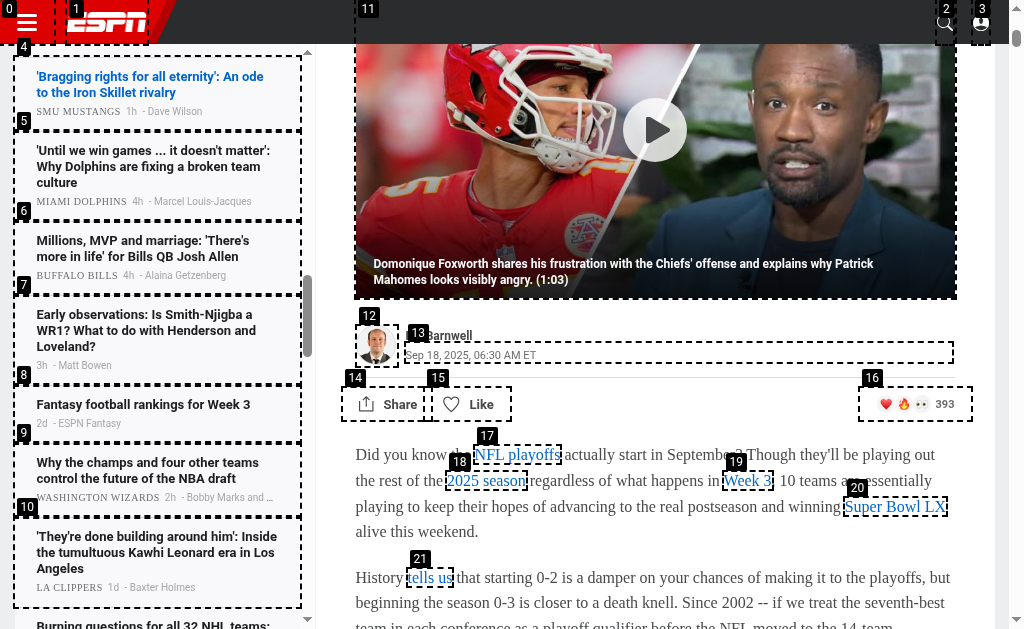 ESPN
'Bragging rights for all eternity': An ode
to the Iron Skillet rivalry
SMU MUSTANGS 1h - Dave Wilson
'Until we win games ... it doesn't matter':
Why Dolphins are fixing a broken team
culture
MIAMI DOLPHINS 4h - Marcel Louis-Jacques
Millions, MVP and marriage: 'There's
more in life' for Bills QB Josh Allen
BUFFALO BILLS 4h - Alaina Getzenberg
Early observations: Is Smith-Njigba a
WR1? What to do with Henderson and
Loveland?
3h - Matt Bowen
Fantasy football rankings for Week 3
2d - ESPN Fantasy
Why the champs and four other teams
control the future of the NBA draft
WASHINGTON WIZARDS 2h - Bobby Marks and ...
'They're done building around him': Inside
the tumultuous Kawhi Leonard era in Los
Angeles
LA CLIPPERS 1d - Baxter Holmes
Burning questions for all 32 NHL teams:
0
1
2
3
4
5
6
7
8
9
10
11
Domonique Foxworth shares his frustration with the Chiefs' offense and explains why Patrick
Mahomes looks visibly angry. (1:03)
12
13
Barnwell
Sep 18, 2025, 06:30 AM ET
14
15
16
Share
Like
393
17
Did you know the NFL playoffs actually start in September? Though they'll be playing out
18
19
the rest of the 2025 season regardless of what happens in Week 3, 10 teams are essentially
20
playing to keep their hopes of advancing to the real postseason and winning Super Bowl LX
alive this weekend.
21
History tells us that starting 0-2 is a damper on your chances of making it to the playoffs, but
beginning the season 0-3 is closer to a death knell. Since 2002 -- if we treat the seventh-best
team in each conference as a playoff qualifier before the NFL moved to the 14-team